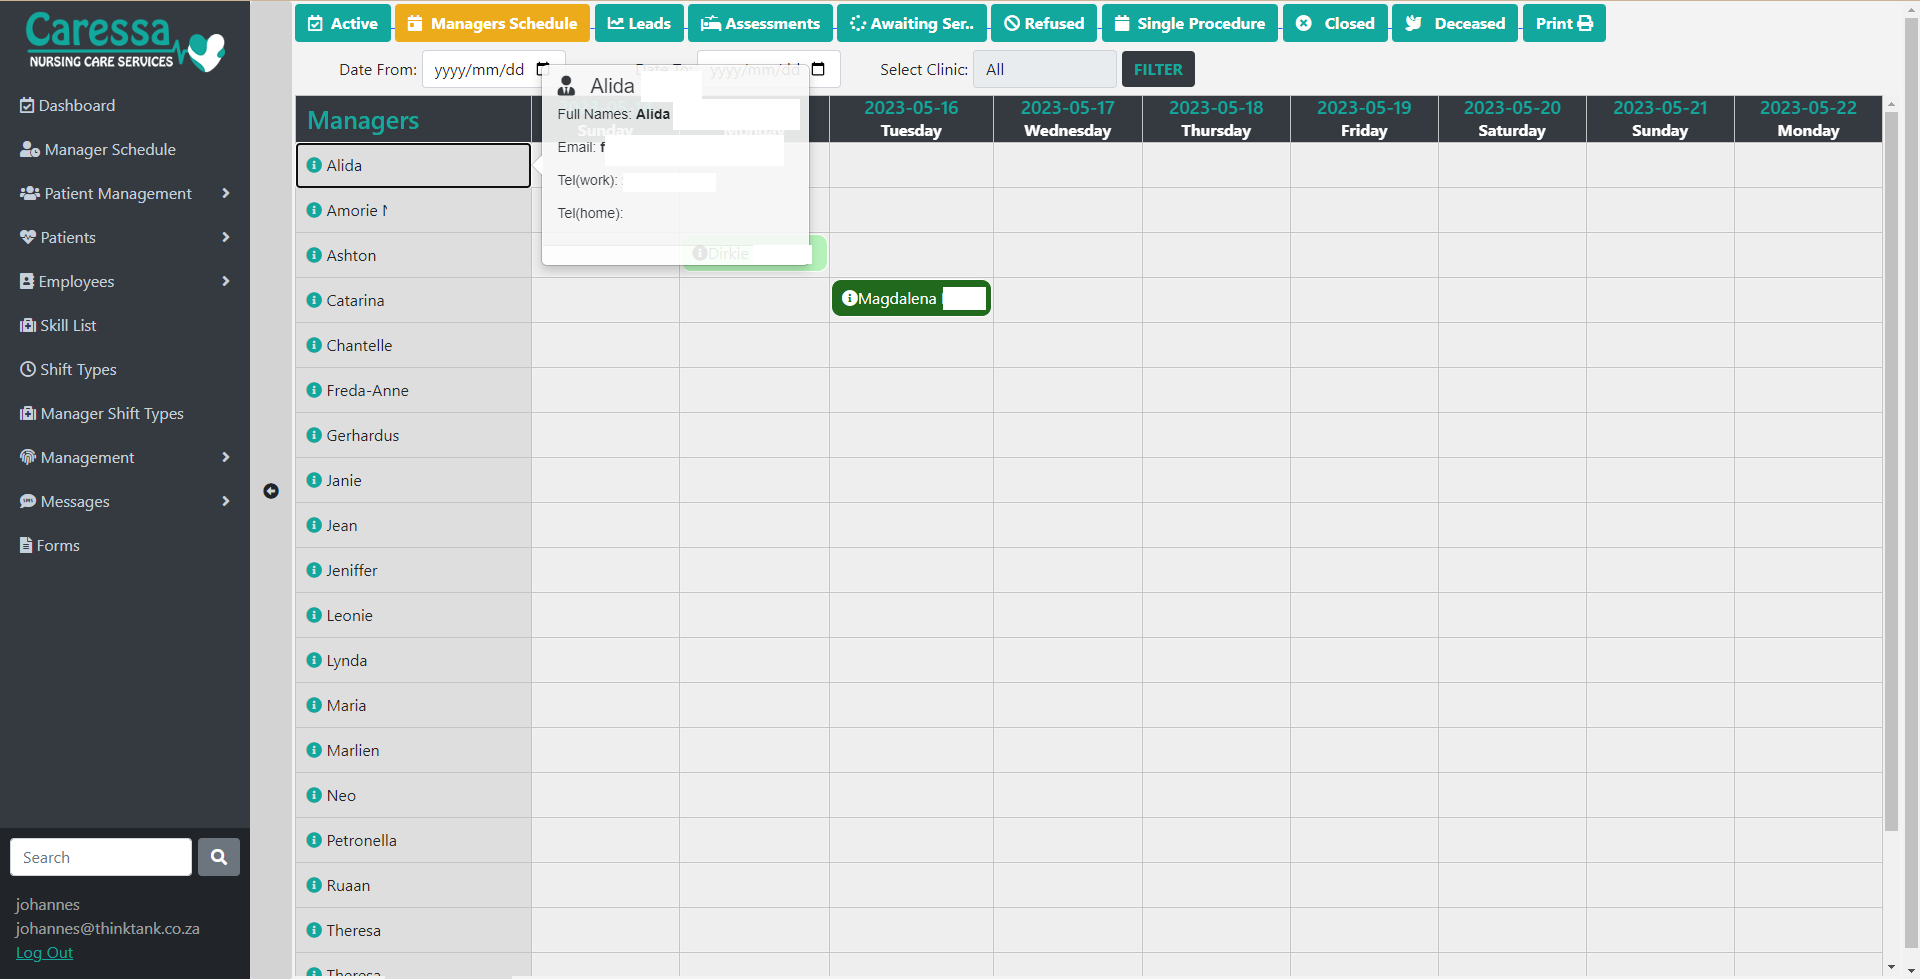 Caressa
NURSING CARE SERVICES
Dashboard
Manager Schedule
Patient Management
Patients
Employees
Skill List
Shift Types
Manager Shift Types
Management
Messages
Forms
Search
johannes
johannes@thinktank.co.za
Log Out
Active
Managers Schedule
Leads
Assessments
Awaiting Ser..
Refused
Single Procedure
Closed
Deceased
Print
Date From: yyyy/mm/dd
Date To: yyyy/mm/dd
Select Clinic: All
FILTER
Managers
Sunday
Monday
2023-05-16
Tuesday
2023-05-17
Wednesday
2023-05-18
Thursday
2023-05-19
Friday
2023-05-20
Saturday
2023-05-21
Sunday
2023-05-22
Monday
Alida
Full Names: Alida
Email: f
Tel(work):
Tel(home):
Alida
Amorie
Ashton
Dirkie
Catarina
Magdalena
Chantelle
Freda-Anne
Gerhardus
Janie
Jean
Jeniffer
Leonie
Lynda
Maria
Marlien
Neo
Petronella
Ruaan
Theresa
Theresa